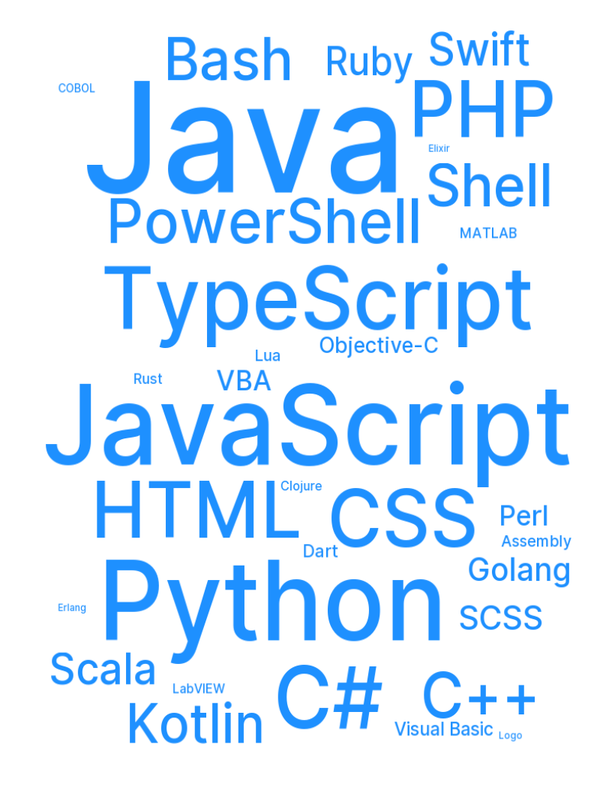 Bash
Ruby
Swift
COBOL
Java
PHP
Elixir
Shell
PowerShell
MATLAB
TypeScript
Objective-C
Lua
Rust
VBA
JavaScript
HTML
Clojure
CSS
Perl
Assembly
Dart
Golang
Python
Erlang
SCSS
Scala
LabVIEW
C#
C++
Kotlin
Visual Basic
Logo